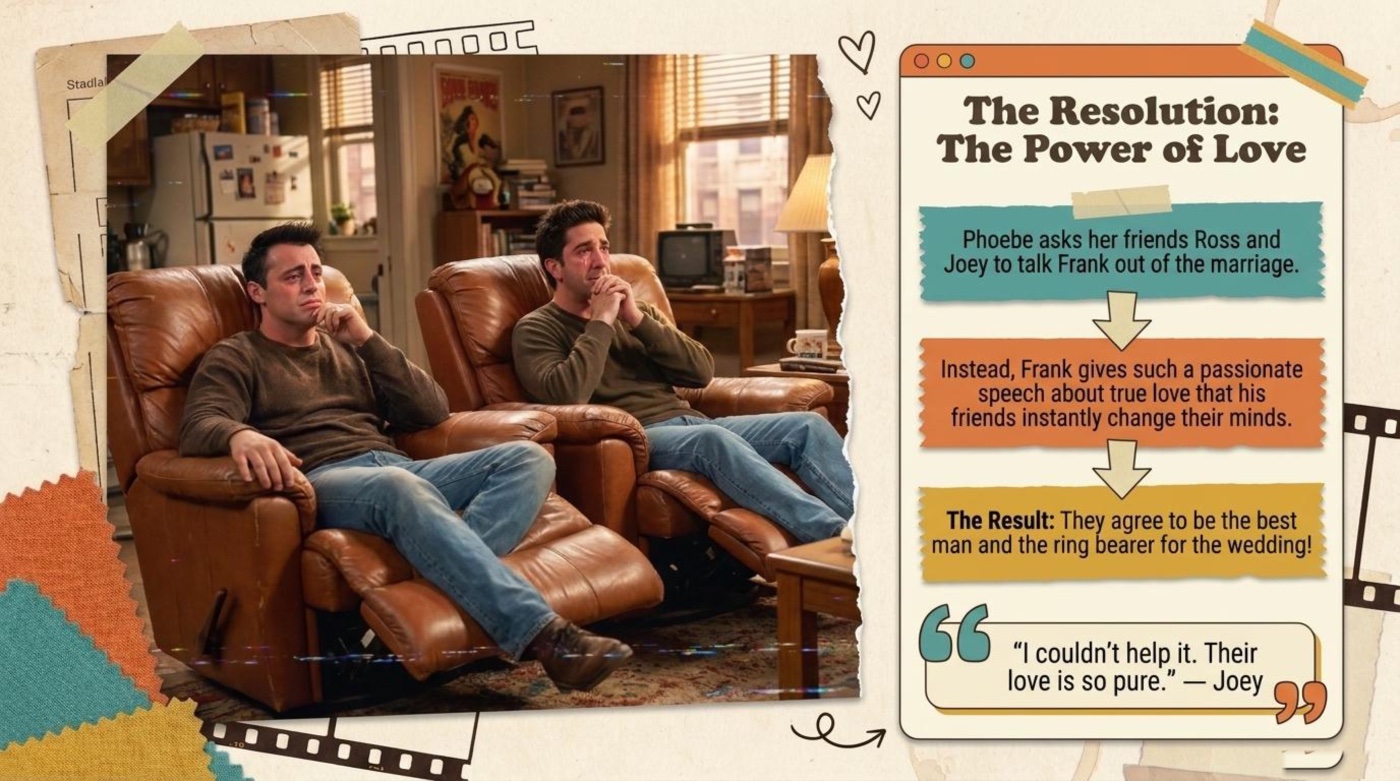 The Resolution:
The Power of Love
Phoebe asks her friends Ross and
Joey to talk Frank out of the marriage.
Instead, Frank gives such a passionate
speech about true love that his
friends instantly change their minds.
The Result: They agree to be the best
man and the ring bearer for the wedding!
“I couldn’t help it. Their
love is so pure.” — Joey